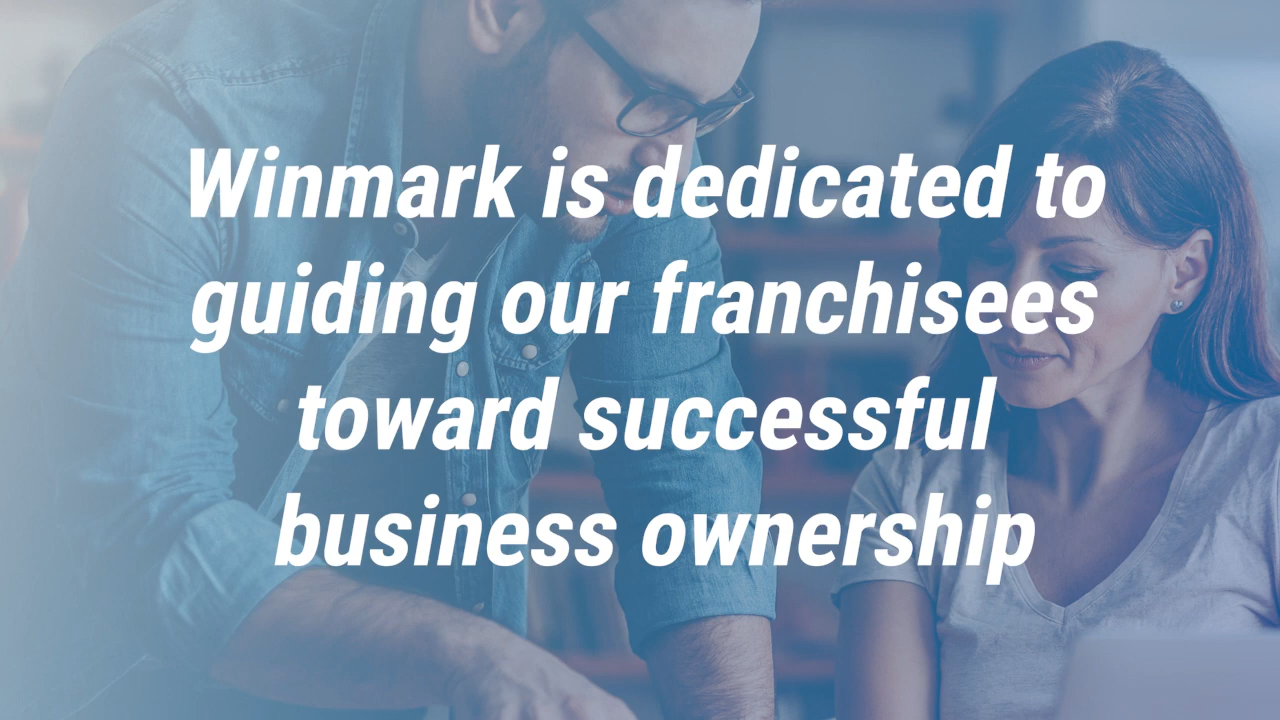 Winmark is dedicated to
guiding our franchisees
toward successful
business ownership